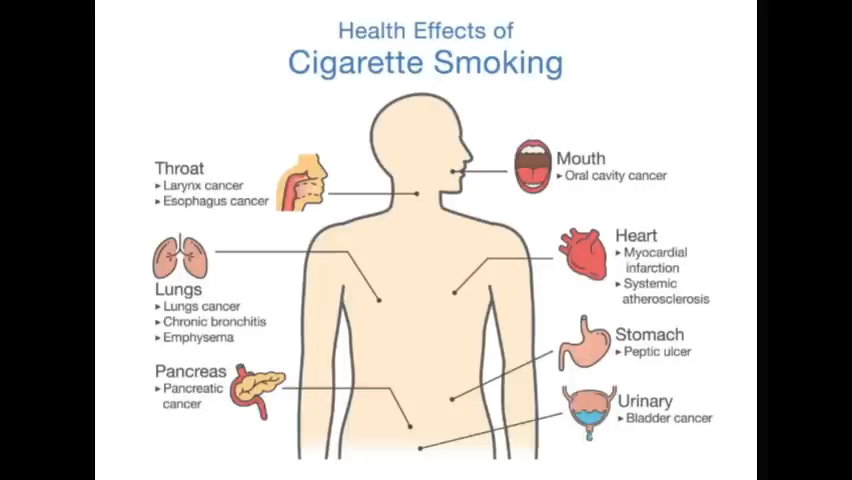 Health Effects of
Cigarette Smoking
Throat
▸ Larynx cancer
▸ Esophagus cancer
Mouth
▸ Oral cavity cancer
Lungs
▸ Lungs cancer
▸ Chronic bronchitis
▸ Emphysema
Heart
▸ Myocardial
infarction
▸ Systemic
atherosclerosis
Stomach
▸ Peptic ulcer
Pancreas
▸ Pancreatic
cancer
Urinary
▸ Bladder cancer